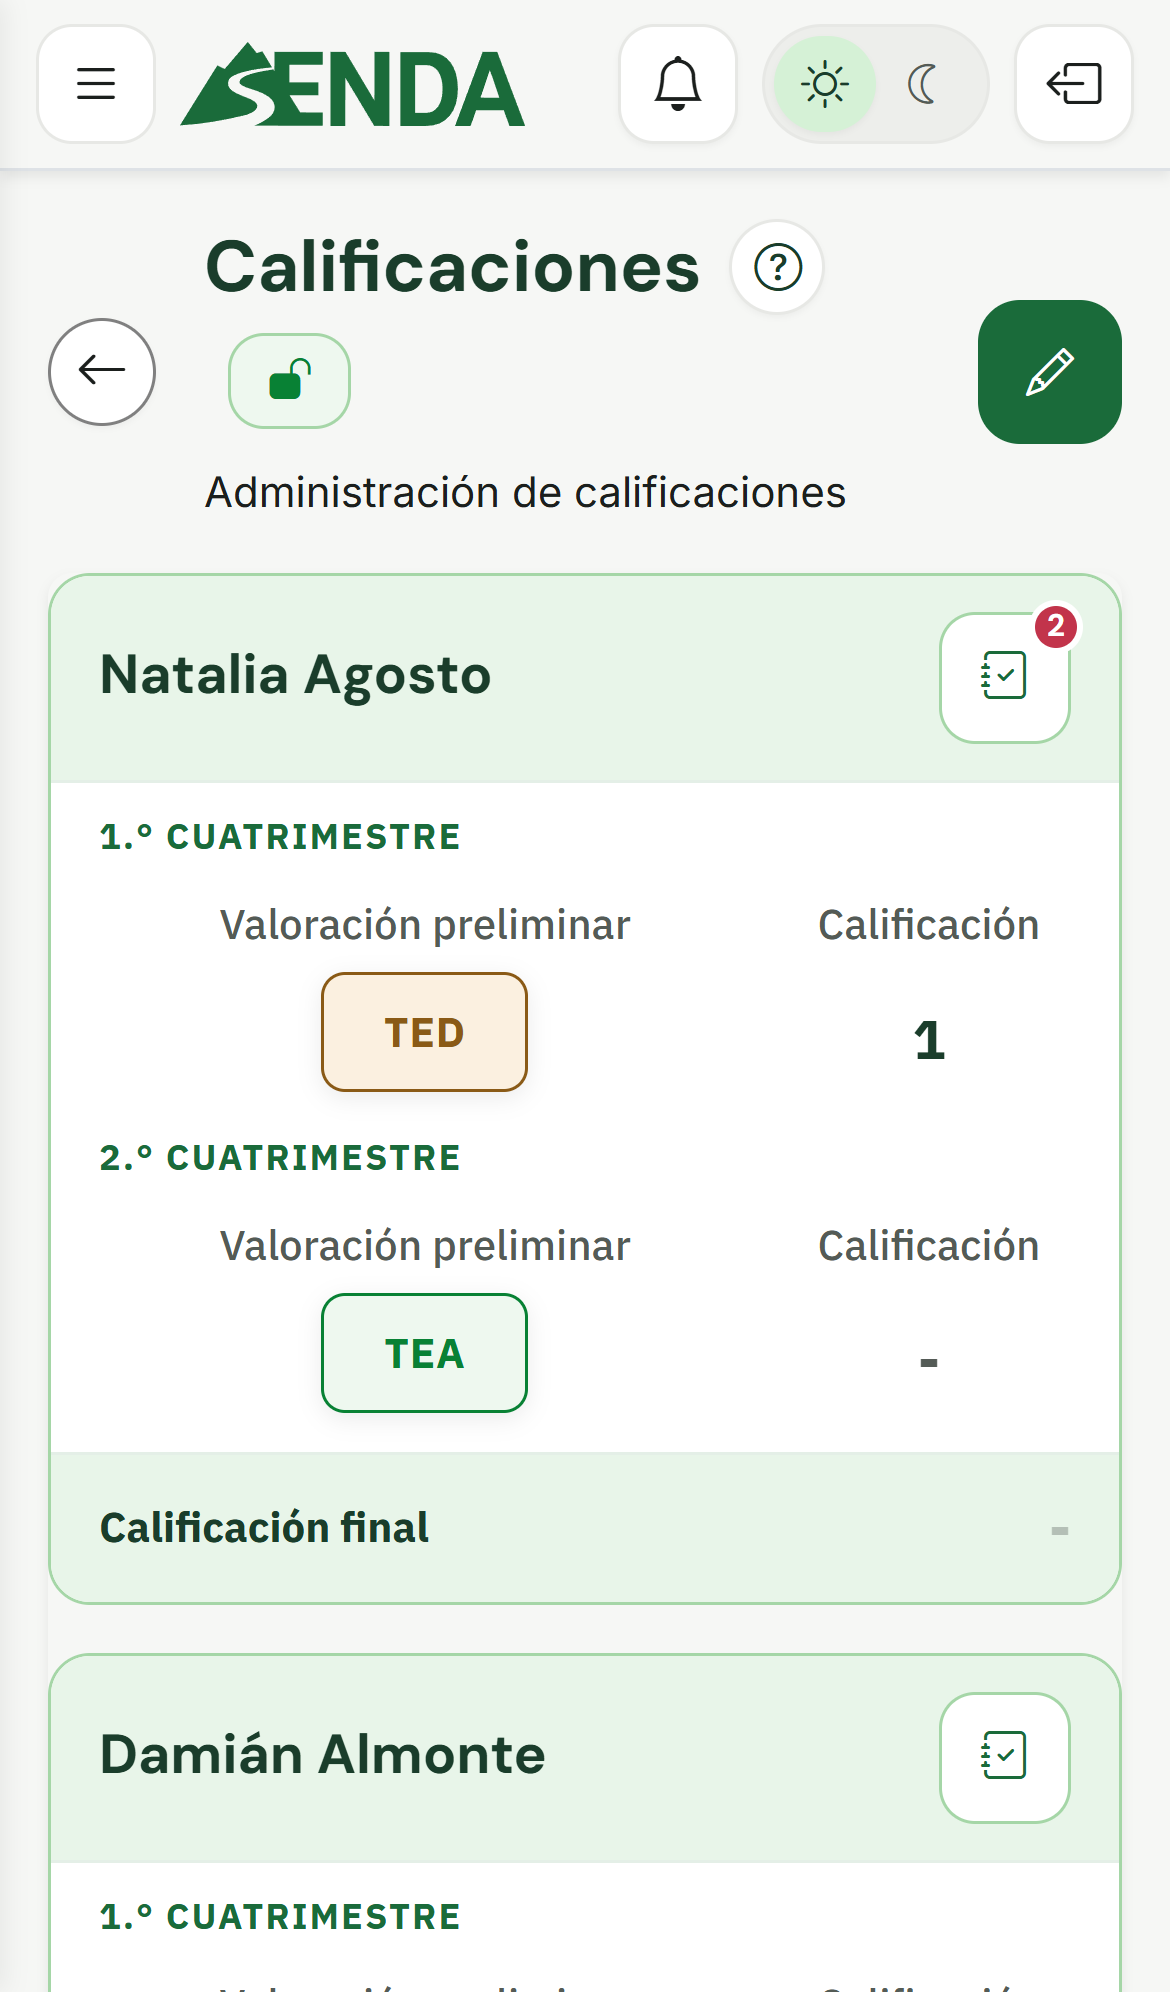 SENDA
Calificaciones
Administración de calificaciones
Natalia Agosto
2
1.° CUATRIMESTRE
Valoración preliminar Calificación
TED 1
2.° CUATRIMESTRE
Valoración preliminar Calificación
TEA -
Calificación final -
Damián Almonte
1.° CUATRIMESTRE